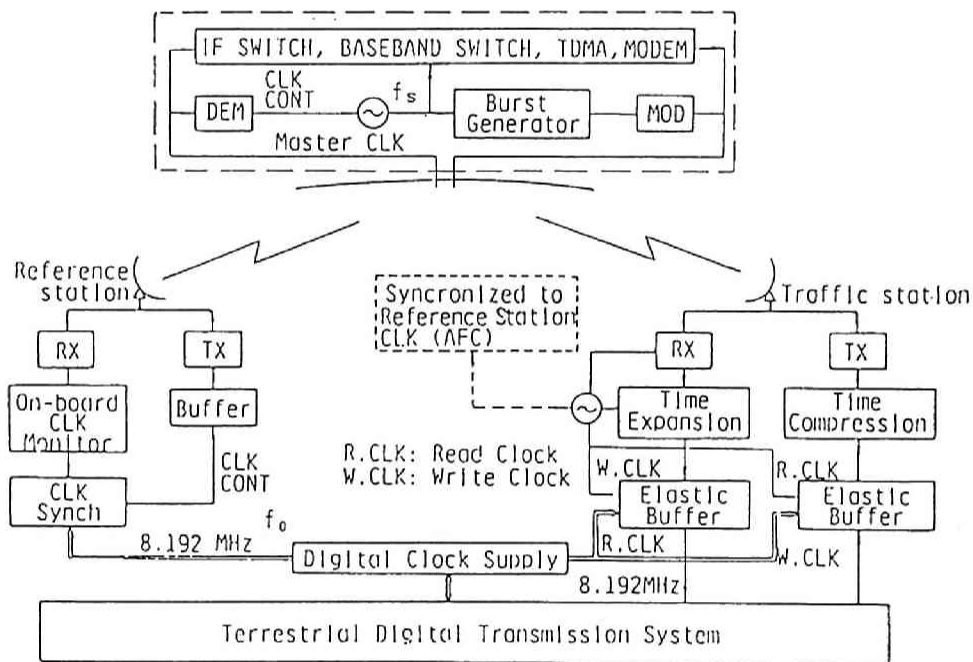 IF SWITCH, BASEBAND SWITCH, TDMA, MODEM
DEM
CLK
CONT
fs
Burst
Generator
MOD
Master CLK
Reference
station
Syncronized to
Reference Station
CLK (AFC)
Traffic station
RX
TX
RX
TX
On-board
CLK
Monitor
Buffer
Time
Expansion
Time
Compression
CLK
CONT
R.CLK: Read Clock
W.CLK: Write Clock
W.CLK
R.CLK
CLK
Synch
Elastic
Buffer
Elastic
Buffer
fo
8.192 MHz
Digital Clock Supply
R.CLK
W.CLK
8.192MHz
Terrestrial Digital Transmission System